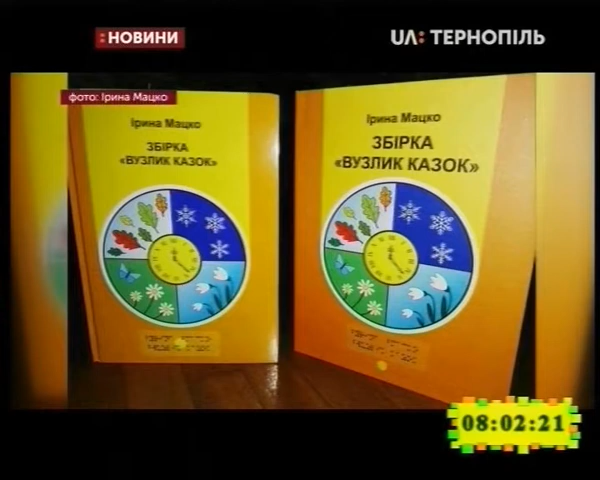 :НОВИНИ
UA: ТЕРНОПІЛЬ
фото: Ірина Мацко
Ірина Мацко
ЗБІРКА
«ВУЗЛИК КАЗОК»
Ірина Мацко
ЗБІРКА
«ВУЗЛИК КАЗОК»
08:02:21